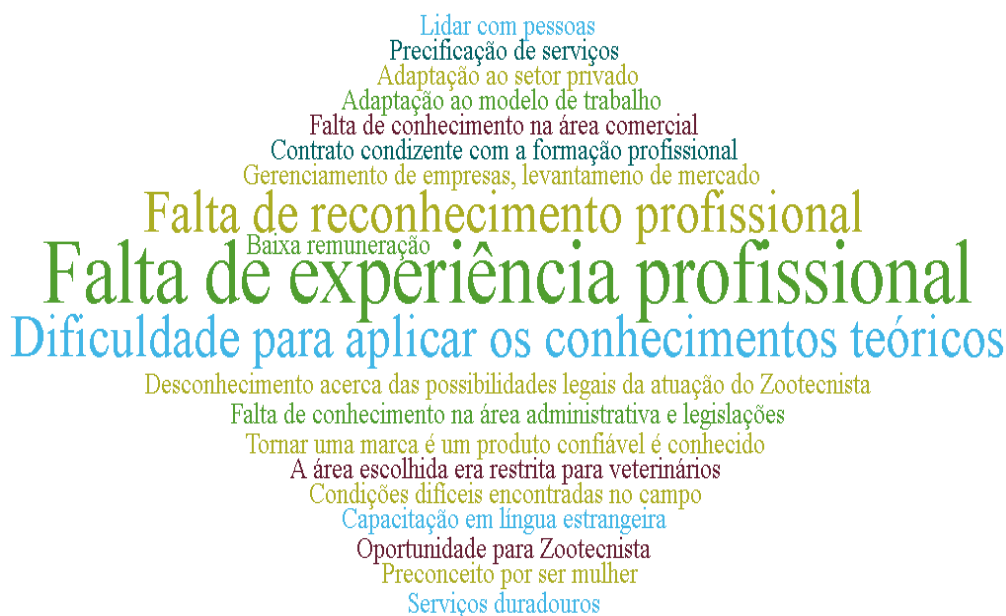 Lidar com pessoas
Precificação de serviços
Adaptação ao setor privado
Adaptação ao modelo de trabalho
Falta de conhecimento na área comercial
Contrato condizente com a formação profissional
Gerenciamento de empresas, levantameno de mercado
Falta de reconhecimento profissional
Baixa remuneração
Falta de experiência profissional
Dificuldade para aplicar os conhecimentos teóricos
Desconhecimento acerca das possibilidades legais da atuação do Zootecnista
Falta de conhecimento na área administrativa e legislações
Tornar uma marca é um produto confiável é conhecido
A área escolhida era restrita para veterinários
Condições difíceis encontradas no campo
Capacitação em língua estrangeira
Oportunidade para Zootecnista
Preconceito por ser mulher
Serviços duradouros